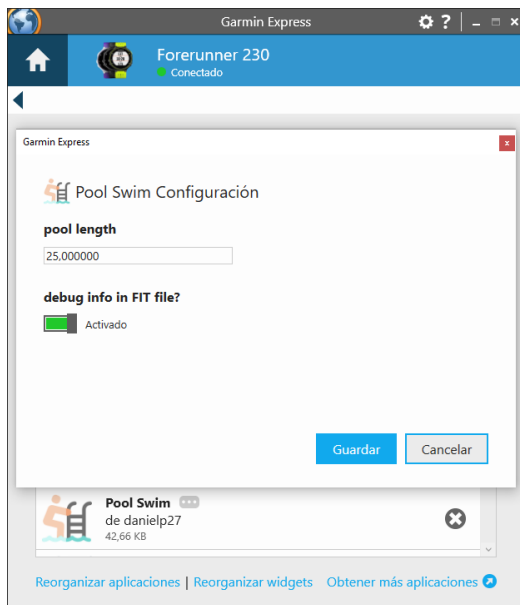 Garmin Express
Forerunner 230
Conectado
Garmin Express
Pool Swim Configuración
pool length
25,000000
debug info in FIT file?
Activado
Guardar Cancelar
Pool Swim
de danielp27
42,66 KB
Reorganizar aplicaciones | Reorganizar widgets Obtener más aplicaciones